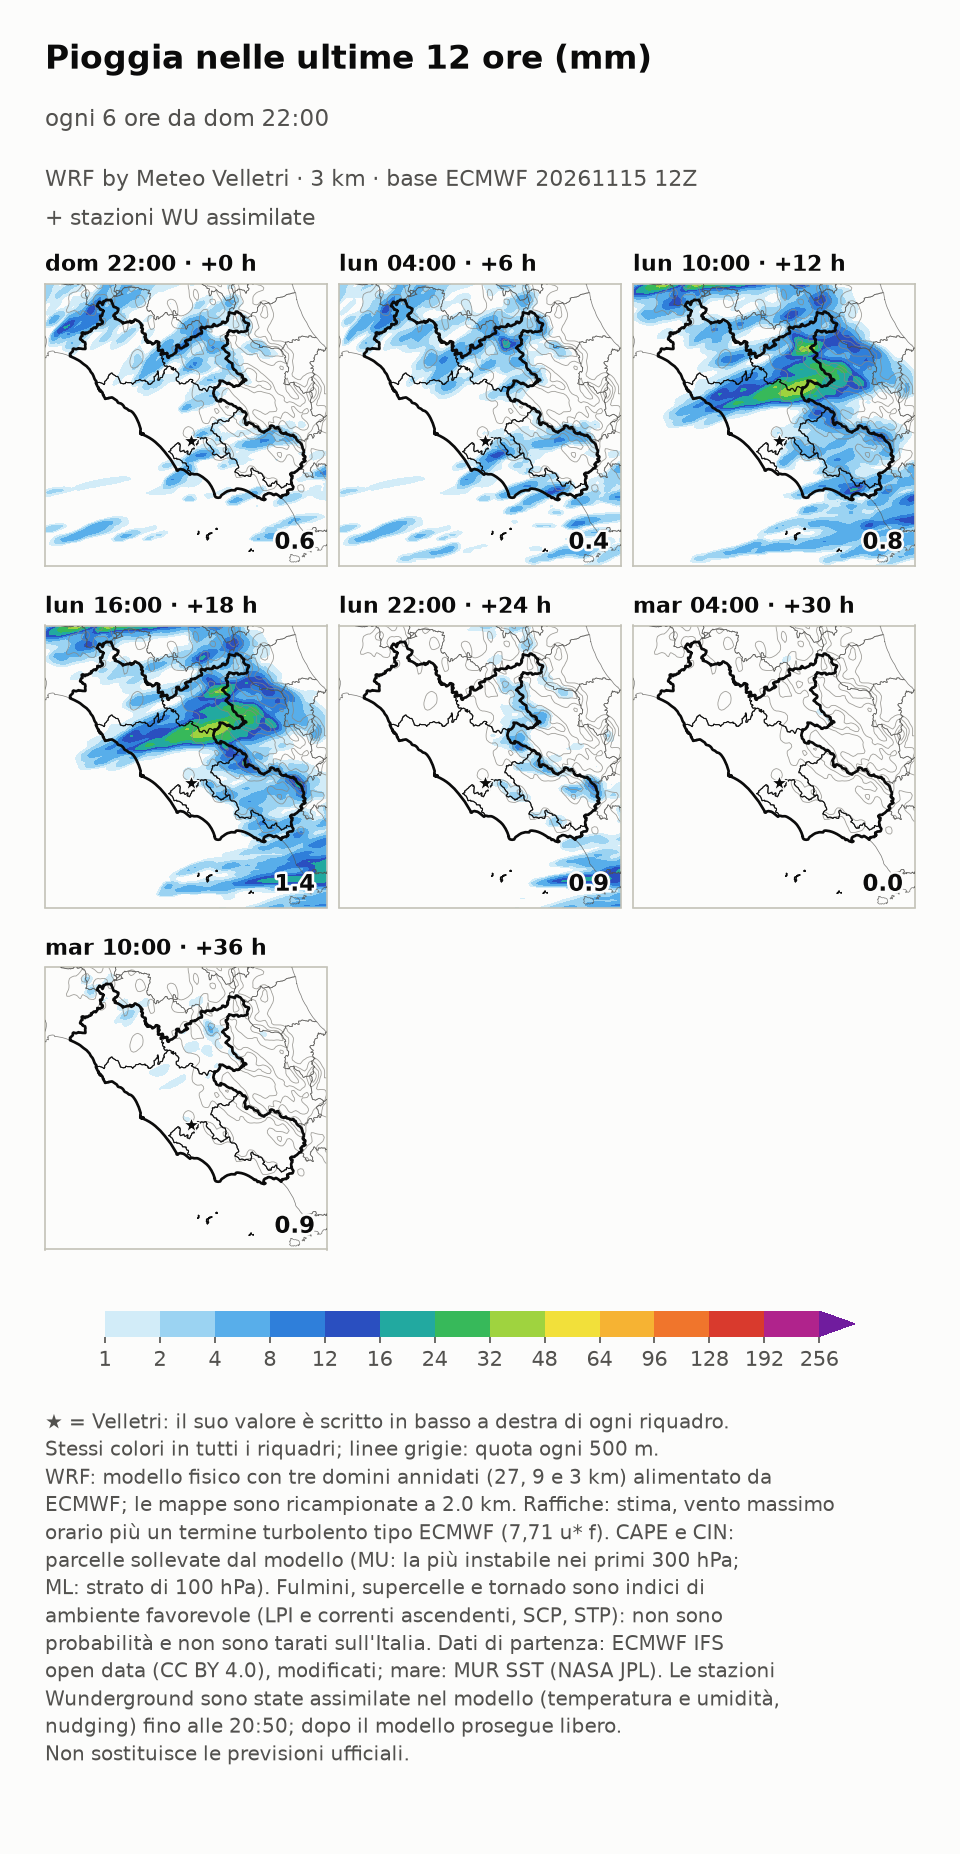 Pioggia nelle ultime 12 ore (mm)
ogni 6 ore da dom 22:00
WRF by Meteo Velletri · 3 km · base ECMWF 20261115 12Z
+ stazioni WU assimilate
dom 22:00 · +0 h
lun 04:00 · +6 h
lun 10:00 · +12 h
0.6
0.4
0.8
lun 16:00 · +18 h
lun 22:00 · +24 h
mar 04:00 · +30 h
1.4
0.9
0.0
mar 10:00 · +36 h
0.9
1 2 4 8 12 16 24 32 48 64 96 128 192 256
★ = Velletri: il suo valore è scritto in basso a destra di ogni riquadro.
Stessi colori in tutti i riquadri; linee grigie: quota ogni 500 m.
WRF: modello fisico con tre domini annidati (27, 9 e 3 km) alimentato da
ECMWF; le mappe sono ricampionate a 2.0 km. Raffiche: stima, vento massimo
orario più un termine turbolento tipo ECMWF (7,71 u* f). CAPE e CIN:
parcelle sollevate dal modello (MU: la più instabile nei primi 300 hPa;
ML: strato di 100 hPa). Fulmini, supercelle e tornado sono indici di
ambiente favorevole (LPI e correnti ascendenti, SCP, STP): non sono
probabilità e non sono tarati sull'Italia. Dati di partenza: ECMWF IFS
open data (CC BY 4.0), modificati; mare: MUR SST (NASA JPL). Le stazioni
Wunderground sono state assimilate nel modello (temperatura e umidità,
nudging) fino alle 20:50; dopo il modello prosegue libero.
Non sostituisce le previsioni ufficiali.